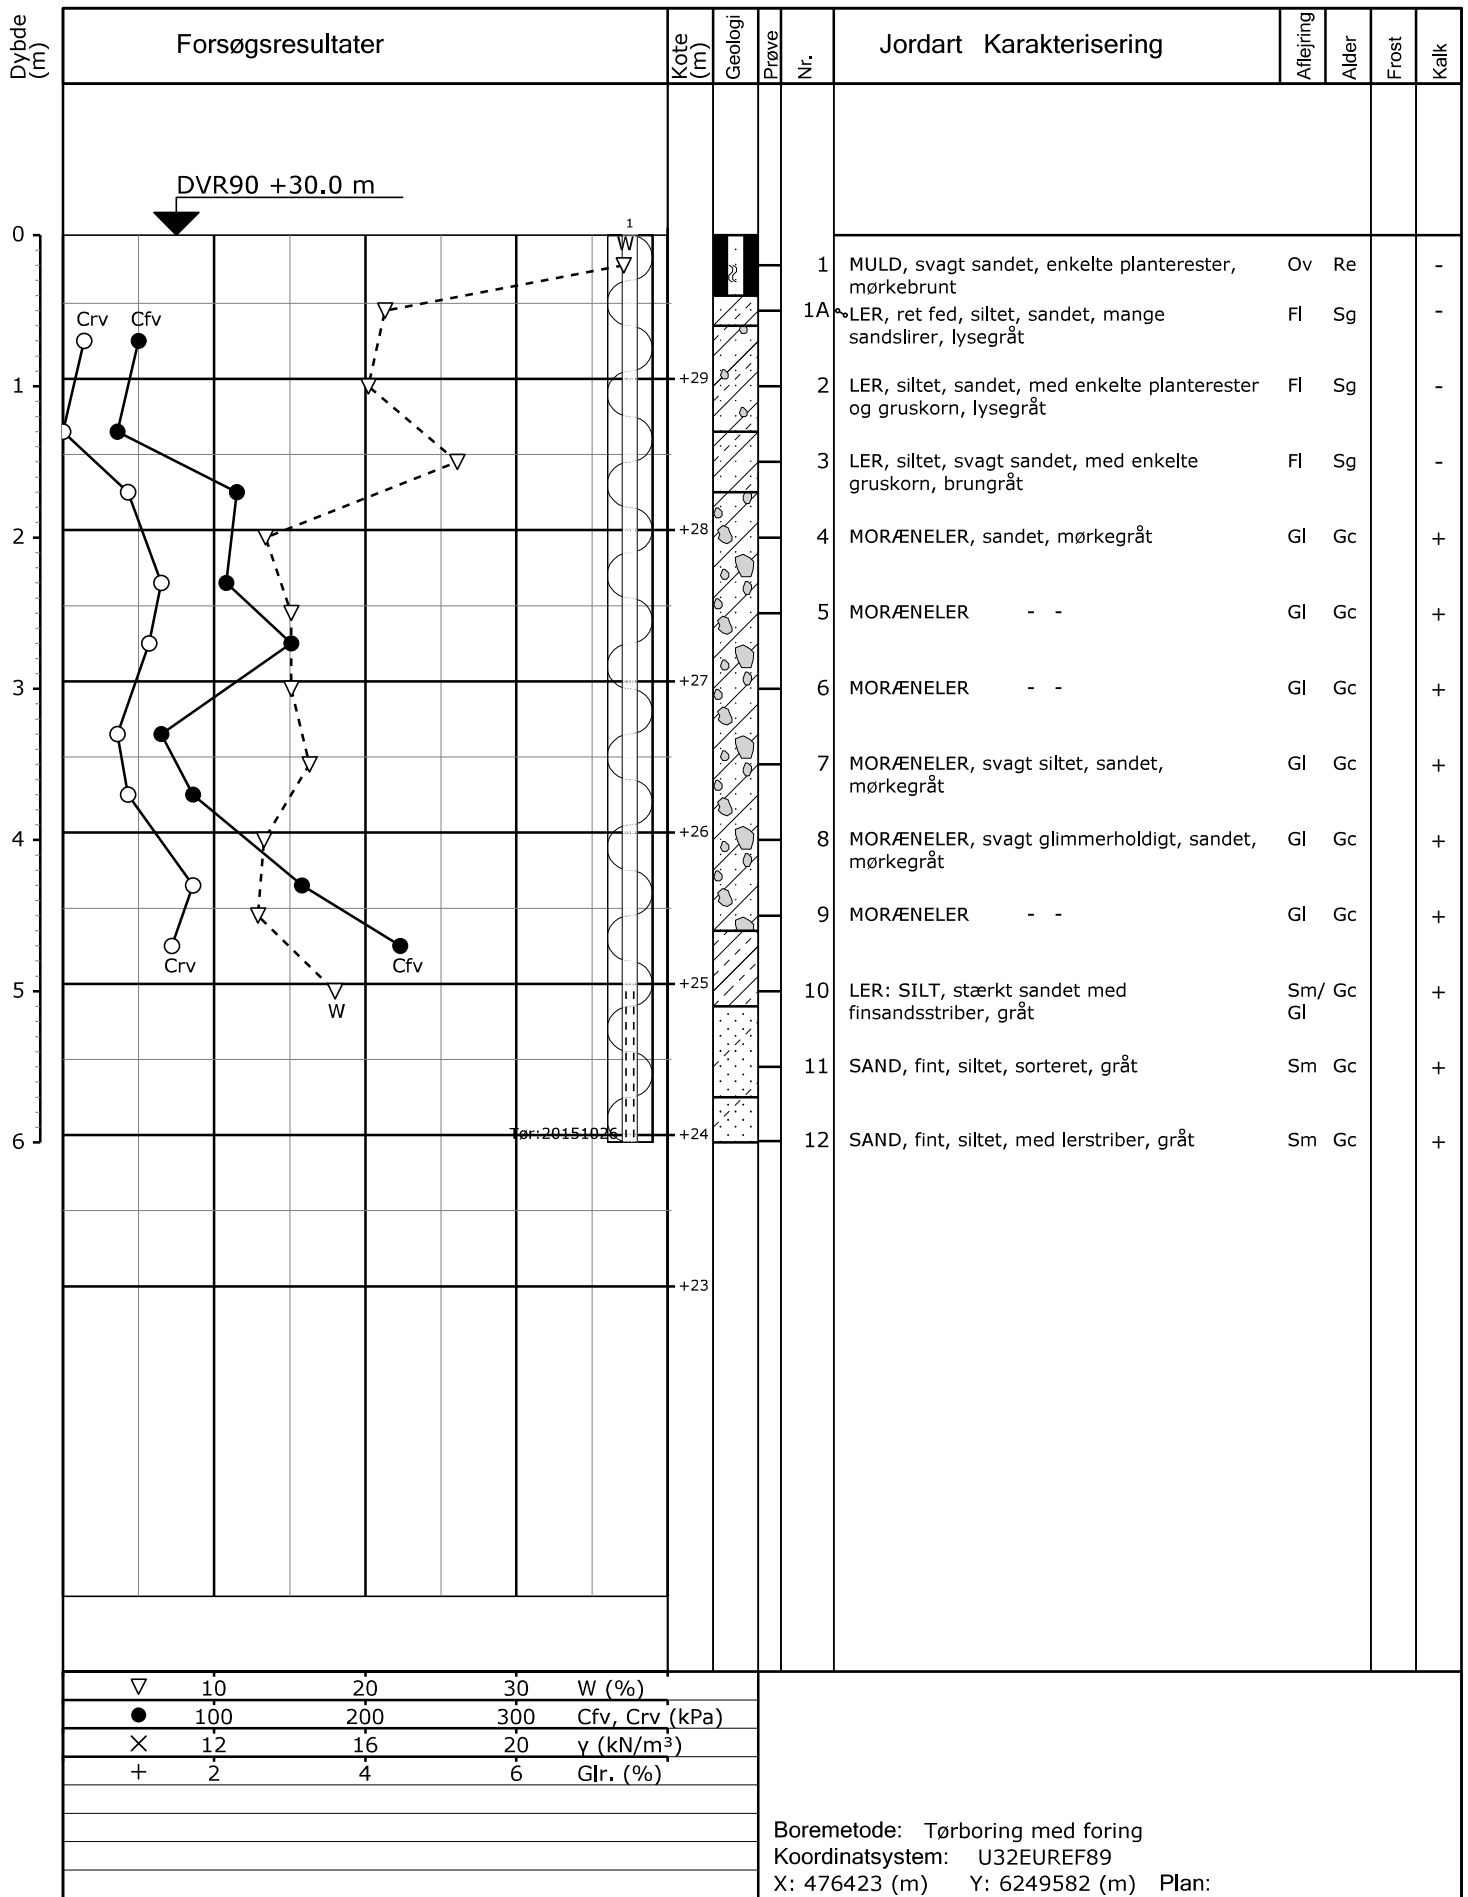 Dybde (m)
Forsøgsresultater
Kote (m)
Geologi
Prøve
Nr.
Jordart Karakterisering
Aflejring
Alder
Frost
Kalk
DVR90 +30.0 m
0
1
W
1 MULD, svagt sandet, enkelte planterester, Ov Re -
mørkebrunt
1A LER, ret fed, siltet, sandet, mange Fl Sg -
sandslirer, lysegråt
Crv Cfv
1 +29 2 LER, siltet, sandet, med enkelte planterester Fl Sg -
og gruskorn, lysegråt
3 LER, siltet, svagt sandet, med enkelte Fl Sg -
gruskorn, brungråt
2 +28 4 MORÆNELER, sandet, mørkegråt Gl Gc +
5 MORÆNELER - - Gl Gc +
3 +27 6 MORÆNELER - - Gl Gc +
7 MORÆNELER, svagt siltet, sandet, Gl Gc +
mørkegråt
4 +26 8 MORÆNELER, svagt glimmerholdigt, sandet, Gl Gc +
mørkegråt
9 MORÆNELER - - Gl Gc +
Crv Cfv
5 +25 10 LER: SILT, stærkt sandet med Sm/ Gc +
W finsandsstriber, gråt Gl
11 SAND, fint, siltet, sorteret, gråt Sm Gc +
6 Tør:20151026 +24 12 SAND, fint, siltet, med lerstriber, gråt Sm Gc +
+23
10 20 30 W (%)
100 200 300 Cfv, Crv (kPa)
12 16 20 γ (kN/m³)
+ 2 4 6 Glr. (%)
Boremetode: Tørboring med foring
Koordinatsystem: U32EUREF89
X: 476423 (m) Y: 6249582 (m) Plan: